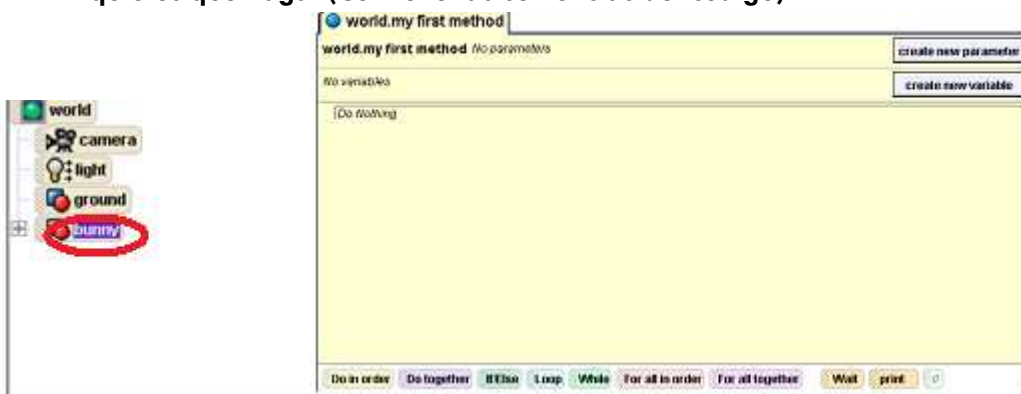 world.my first method
world.my first method No parameters
create new parameter
No variables
create new variable
world
camera
light
ground
bunny
(Do Nothing
Do in order Do together If/Else Loop While For all in order For all together Wait print